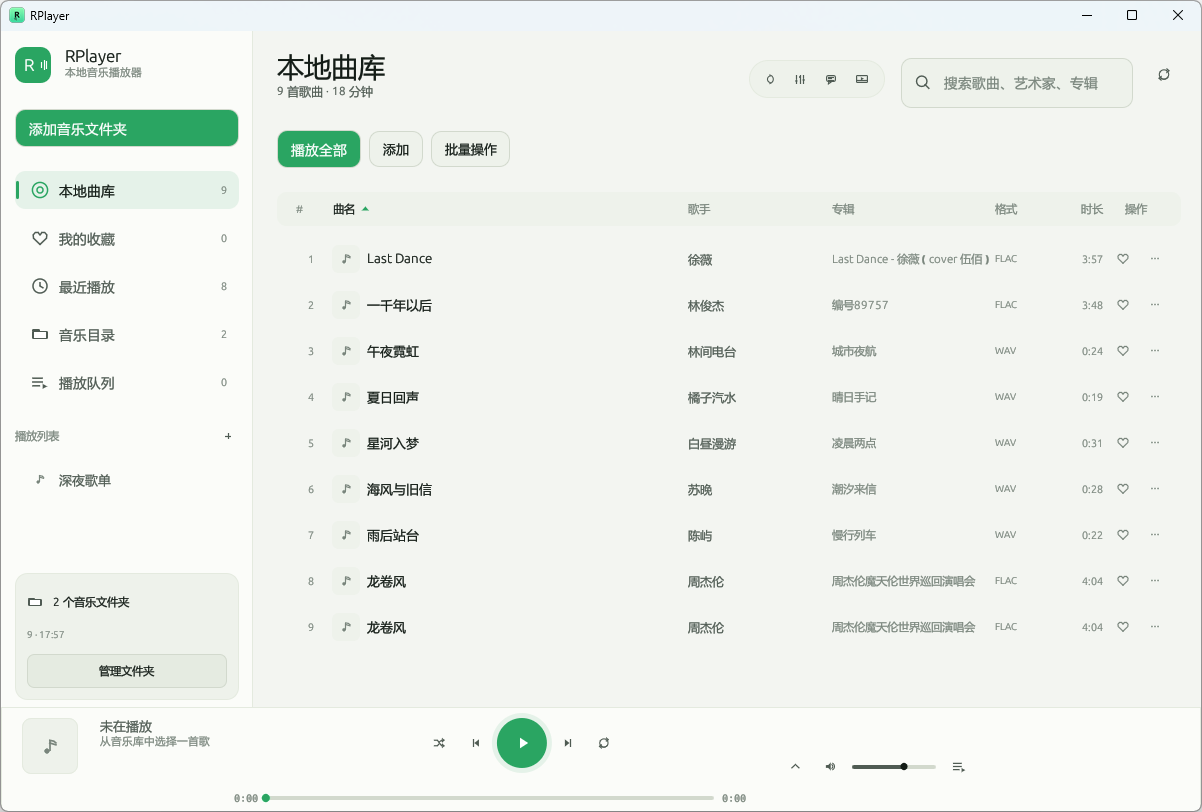 R RPlayer
R RPlayer
本地音乐播放器
添加音乐文件夹
本地曲库 9
我的收藏 0
最近播放 8
音乐目录 2
播放队列 0
播放列表 +
深夜歌单
2 个音乐文件夹
9 · 17:57
管理文件夹
本地曲库
9 首歌曲 · 18 分钟
搜索歌曲、艺术家、专辑
播放全部 添加 批量操作
# 曲名 歌手 专辑 格式 时长 操作
1 Last Dance 徐薇 Last Dance - 徐薇 ( cover 伍佰 ) FLAC 3:57 ···
2 一千年以后 林俊杰 编号89757 FLAC 3:48 ···
3 午夜霓虹 林间电台 城市夜航 WAV 0:24 ···
4 夏日回声 橘子汽水 晴日手记 WAV 0:19 ···
5 星河入梦 白昼漫游 凌晨两点 WAV 0:31 ···
6 海风与旧信 苏晚 潮汐来信 WAV 0:28 ···
7 雨后站台 陈屿 慢行列车 WAV 0:22 ···
8 龙卷风 周杰伦 周杰伦魔天伦世界巡回演唱会 FLAC 4:04 ···
9 龙卷风 周杰伦 周杰伦魔天伦世界巡回演唱会 FLAC 4:04 ···
未在播放
从音乐库中选择一首歌
0:00 0:00